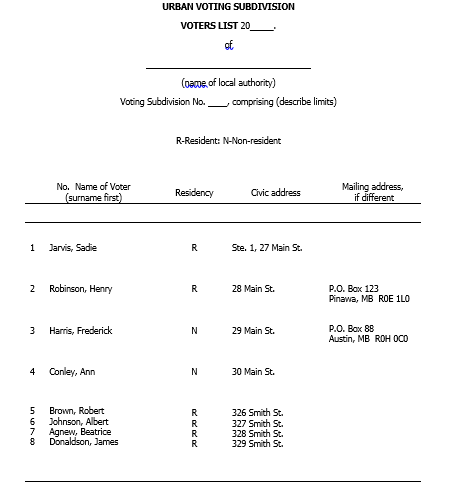 URBAN VOTING SUBDIVISION
VOTERS LIST 20_____.
of
(name of local authority)
Voting Subdivision No. ____, comprising (describe limits)
R-Resident: N-Non-resident
No. Name of Voter (surname first) Residency Civic address Mailing address, if different
1 Jarvis, Sadie R Ste. 1, 27 Main St.
2 Robinson, Henry R 28 Main St. P.O. Box 123
Pinawa, MB R0E 1L0
3 Harris, Frederick N 29 Main St. P.O. Box 88
Austin, MB R0H 0C0
4 Conley, Ann N 30 Main St.
5 Brown, Robert R 326 Smith St.
6 Johnson, Albert R 327 Smith St.
7 Agnew, Beatrice R 328 Smith St.
8 Donaldson, James R 329 Smith St.